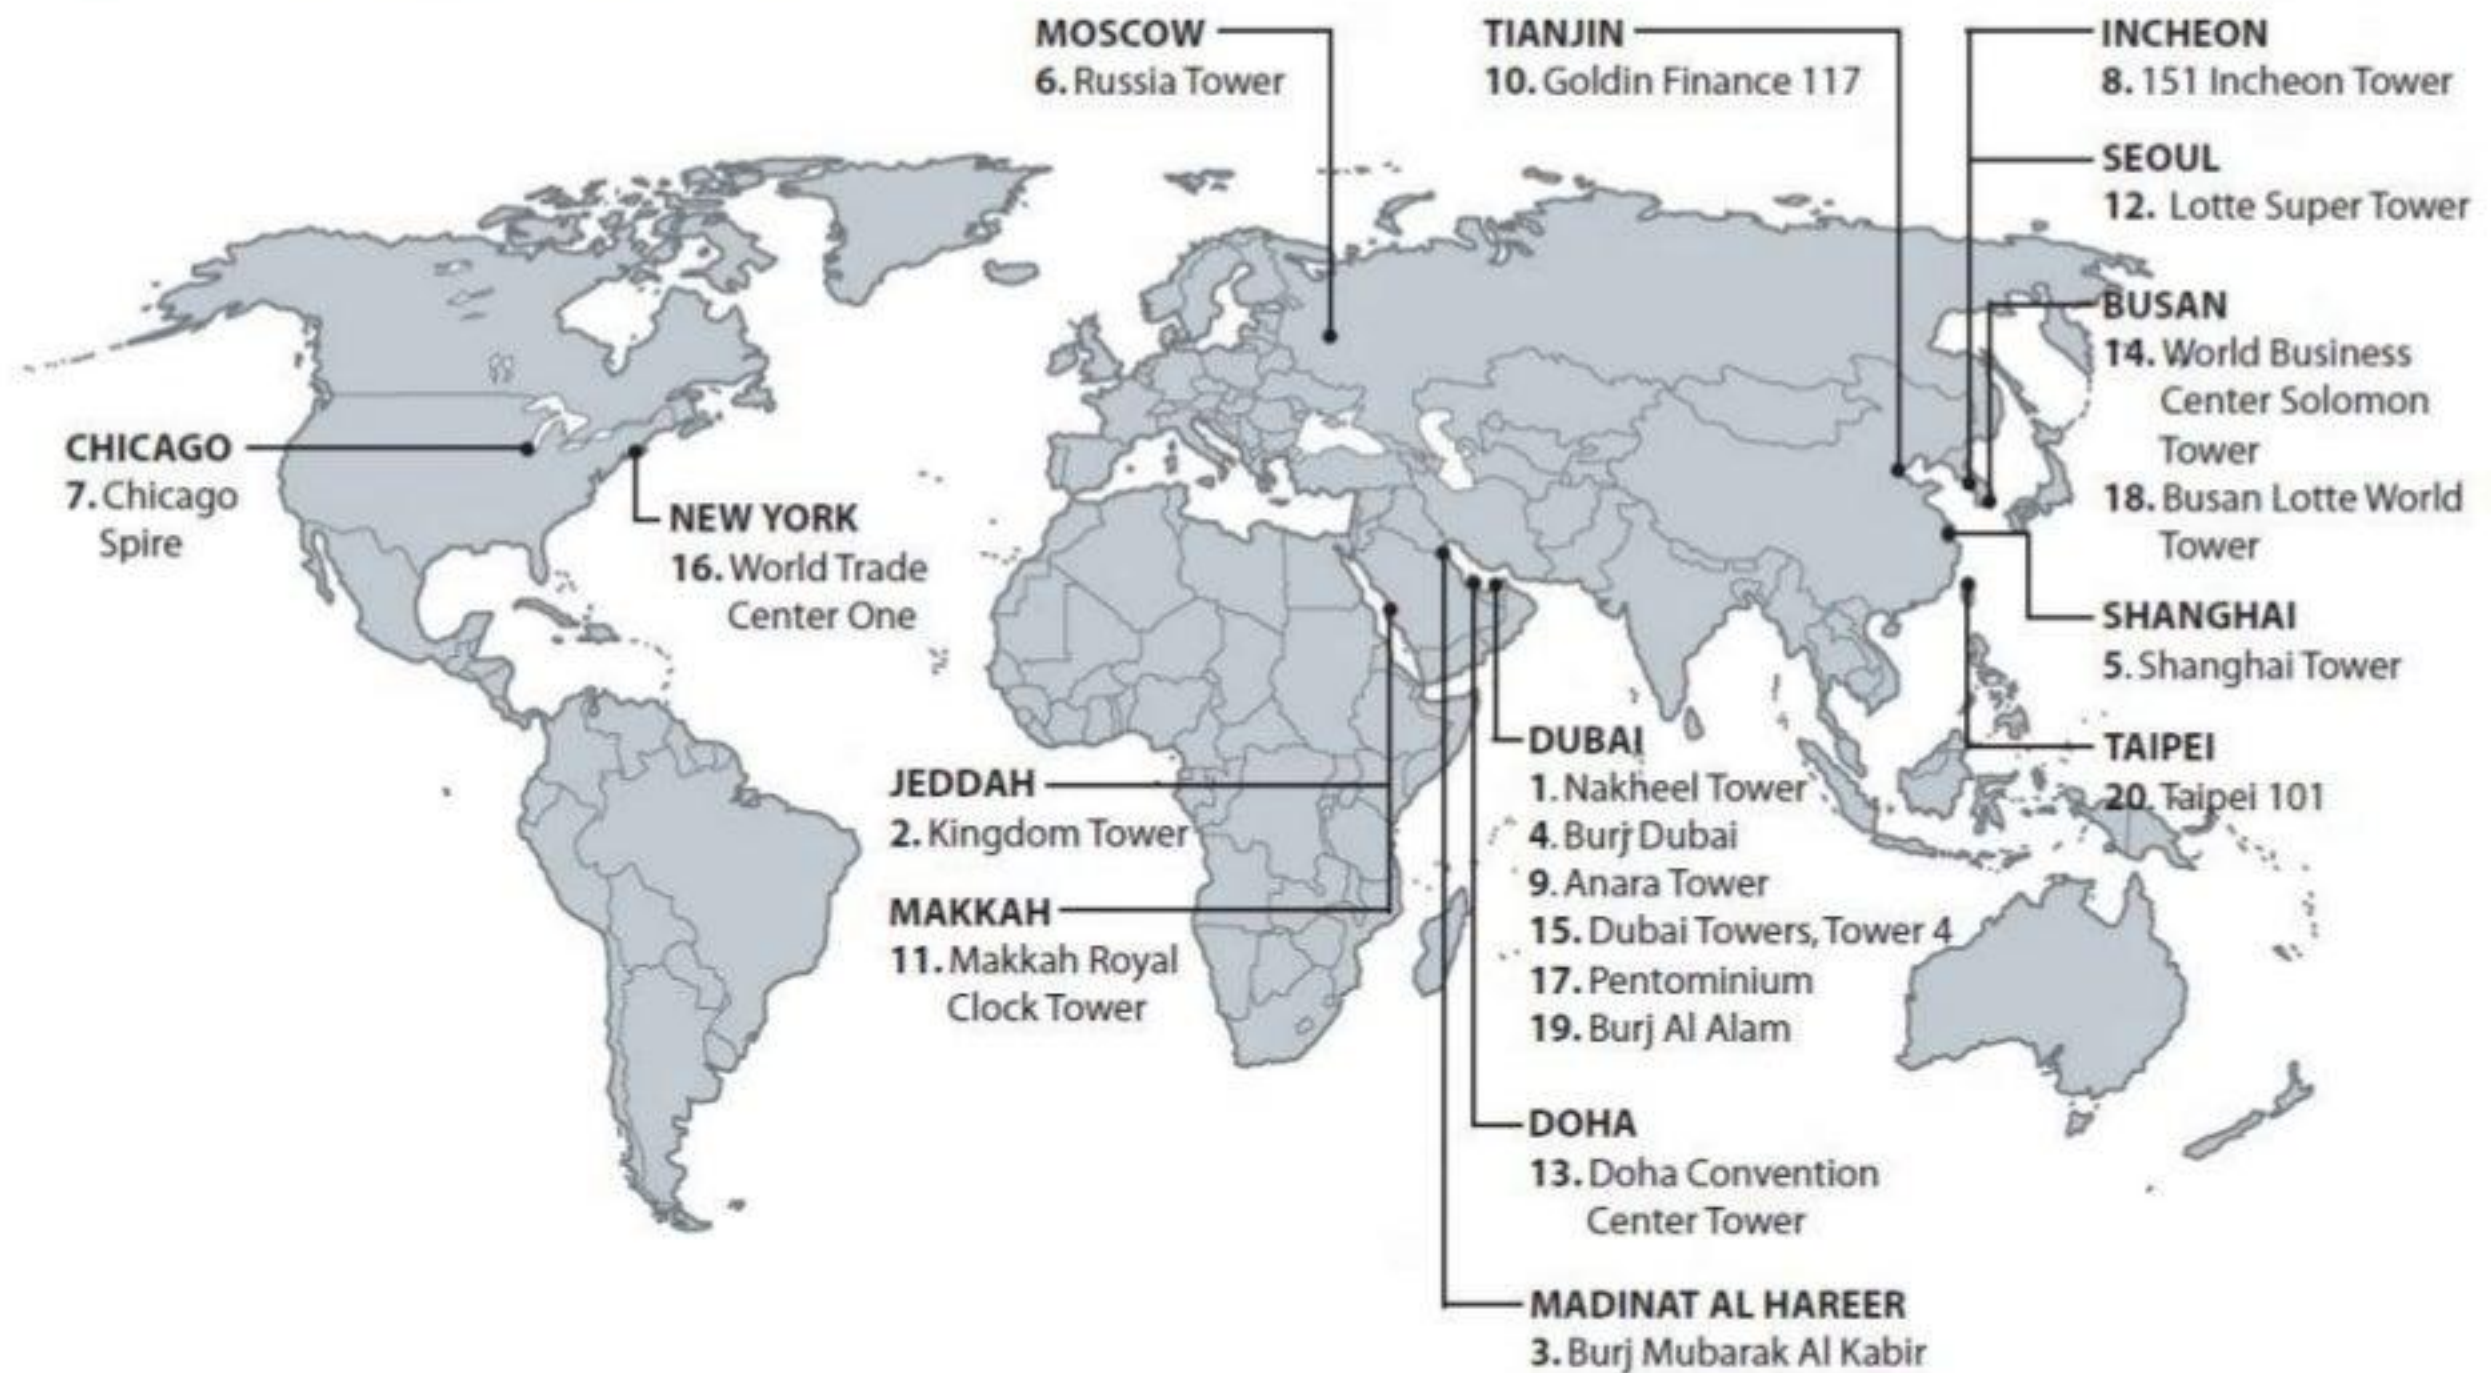 MOSCOW
6. Russia Tower
TIANJIN
10. Goldin Finance 117
INCHEON
8. 151 Incheon Tower
SEOUL
12. Lotte Super Tower
BUSAN
14. World Business
Center Solomon
Tower
18. Busan Lotte World
Tower
CHICAGO
7. Chicago
Spire
NEW YORK
16. World Trade
Center One
SHANGHAI
5. Shanghai Tower
TAIPEI
20. Taipei 101
JEDDAH
2. Kingdom Tower
MAKKAH
11. Makkah Royal
Clock Tower
DUBAI
1. Nakheel Tower
4. Burj Dubai
9. Anara Tower
15. Dubai Towers, Tower 4
17. Pentominium
19. Burj Al Alam
DOHA
13. Doha Convention
Center Tower
MADINAT AL HAREER
3. Burj Mubarak Al Kabir